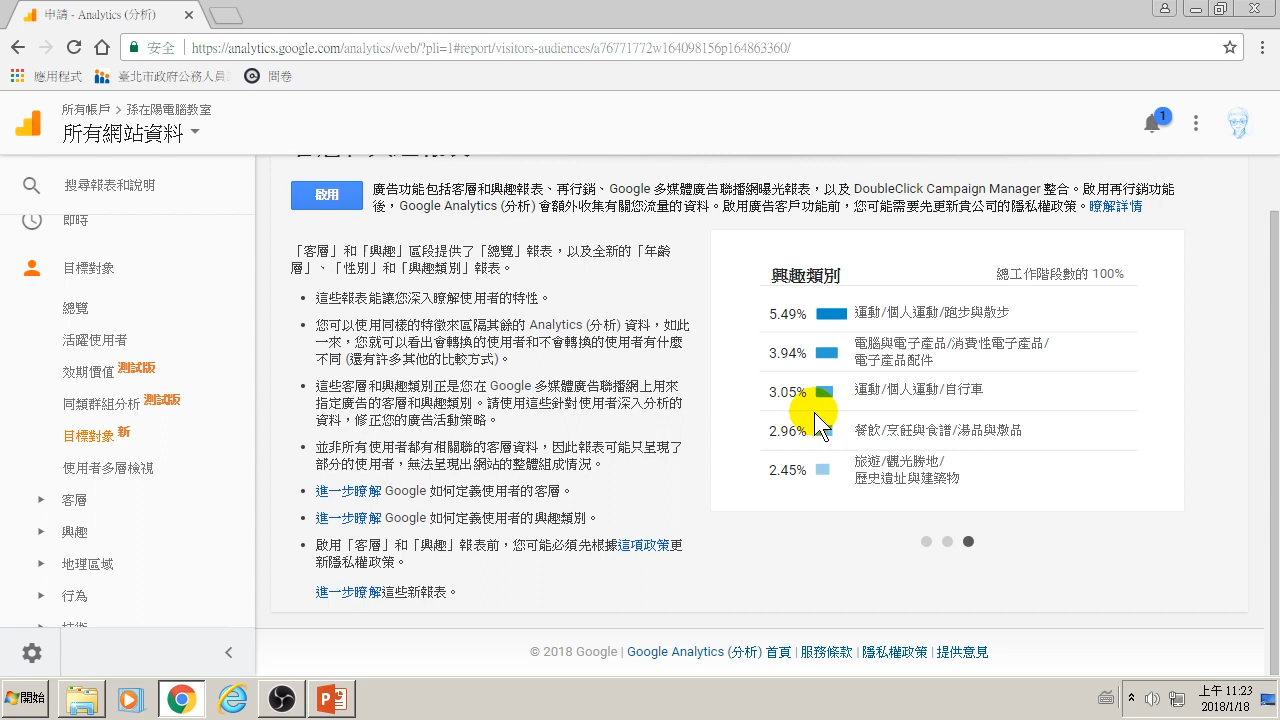 申請 - Analytics (分析)
安全 https://analytics.google.com/analytics/web/?pli=1#report/visitors-audiences/a76771772w164098156p164863360/
應用程式 臺北市政府公務人員 問卷
所有帳戶 > 孫在陽電腦教室
所有網站資料
1
搜尋報表和說明
即時
目標對象
總覽
活躍使用者
效期價值 測試版
同類群組分析 測試版
目標對象 新
使用者多層檢視
客層
興趣
地理區域
行為
啟用
廣告功能包括客層和興趣報表、再行銷、Google 多媒體廣告聯播網曝光報表，以及 DoubleClick Campaign Manager 整合。啟用再行銷功能
後，Google Analytics (分析) 會額外收集有關您流量的資料。啟用廣告客戶功能前，您可能需要先更新貴公司的隱私權政策。瞭解詳情
「客層」和「興趣」區段提供了「總覽」報表，以及全新的「年齡
層」、「性別」和「興趣類別」報表。
• 這些報表能讓您深入瞭解使用者的特性。
• 您可以使用同樣的特徵來區隔其餘的 Analytics (分析) 資料，如此
一來，您就可以看出會轉換的使用者和不會轉換的使用者有什麼
不同 (還有許多其他的比較方式)。
• 這些客層和興趣類別正是您在 Google 多媒體廣告聯播網上用來
指定廣告的客層和興趣類別。請使用這些針對使用者深入分析的
資料，修正您的廣告活動策略。
• 並非所有使用者都有相關聯的客層資料，因此報表可能只呈現了
部分的使用者，無法呈現出網站的整體組成情況。
• 進一步瞭解 Google 如何定義使用者的客層。
• 進一步瞭解 Google 如何定義使用者的興趣類別。
• 啟用「客層」和「興趣」報表前，您可能必須先根據這項政策更
新隱私權政策。
進一步瞭解這些新報表。
興趣類別 總工作階段數的 100%
5.49% 運動/個人運動/跑步與散步
3.94% 電腦與電子產品/消費性電子產品/
電子產品配件
3.05% 運動/個人運動/自行車
2.96% 餐飲/烹飪與食譜/湯品與燉品
2.45% 旅遊/觀光勝地/
歷史遺址與建築物
© 2018 Google | Google Analytics (分析) 首頁 | 服務條款 | 隱私權政策 | 提供意見
開始
上午 11:23
2018/1/18